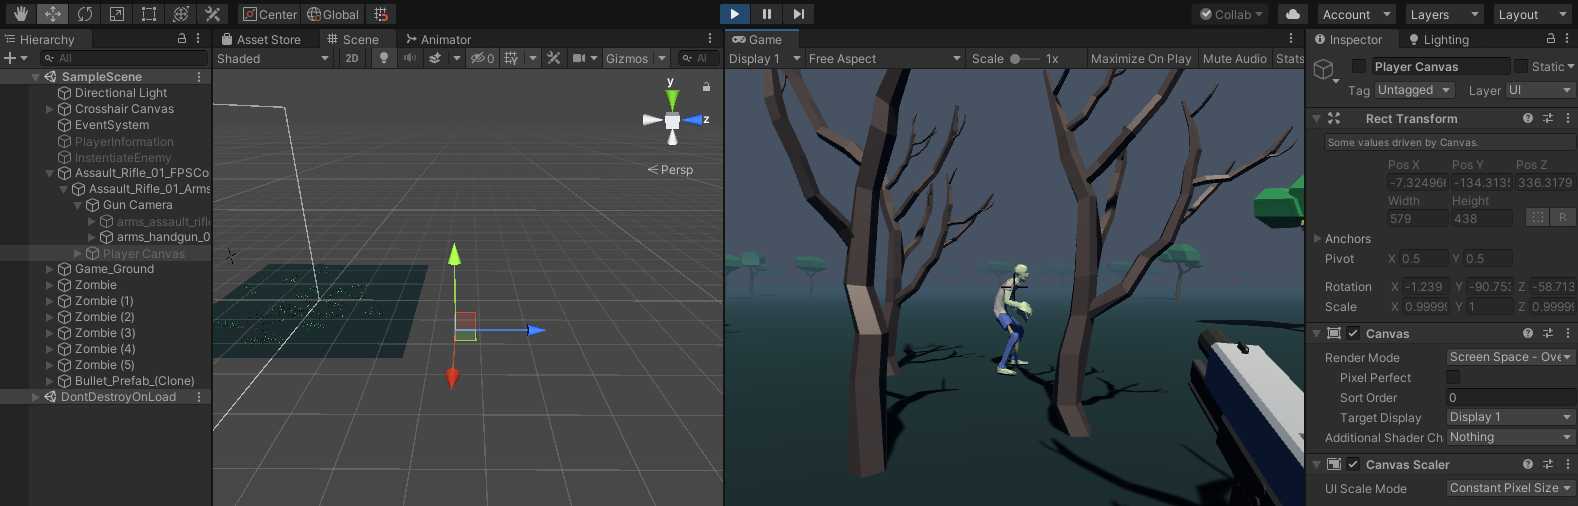 Center Global Collab Account Layers Layout
Hierarchy
All
SampleScene
Directional Light
Crosshair Canvas
EventSystem
PlayerInformation
InstentiateEnemy
Assault_Rifle_01_FPSCo
Assault_Rifle_01_Arms
Gun Camera
arms_assault_rifl
arms_handgun_0
Player Canvas
Game_Ground
Zombie
Zombie (1)
Zombie (2)
Zombie (3)
Zombie (4)
Zombie (5)
Bullet_Prefab_(Clone)
DontDestroyOnLoad
Asset Store Scene Animator
Shaded 2D 0 Gizmos Al
y
z
Persp
Game
Display 1 Free Aspect Scale 1x Maximize On Play Mute Audio Stats
Inspector Lighting
Player Canvas Static
Tag Untagged Layer UI
Rect Transform
Some values driven by Canvas.
Pos X Pos Y Pos Z
-7.32496 -134.313 336.3179
Width Height
579 438 R
Anchors
Pivot X 0.5 Y 0.5
Rotation X -1.239 Y -90.753 Z -58.713
Scale X 0.9999 Y 1 Z 0.9999
Canvas
Render Mode Screen Space - Ove
Pixel Perfect
Sort Order 0
Target Display Display 1
Additional Shader Ch Nothing
Canvas Scaler
UI Scale Mode Constant Pixel Size